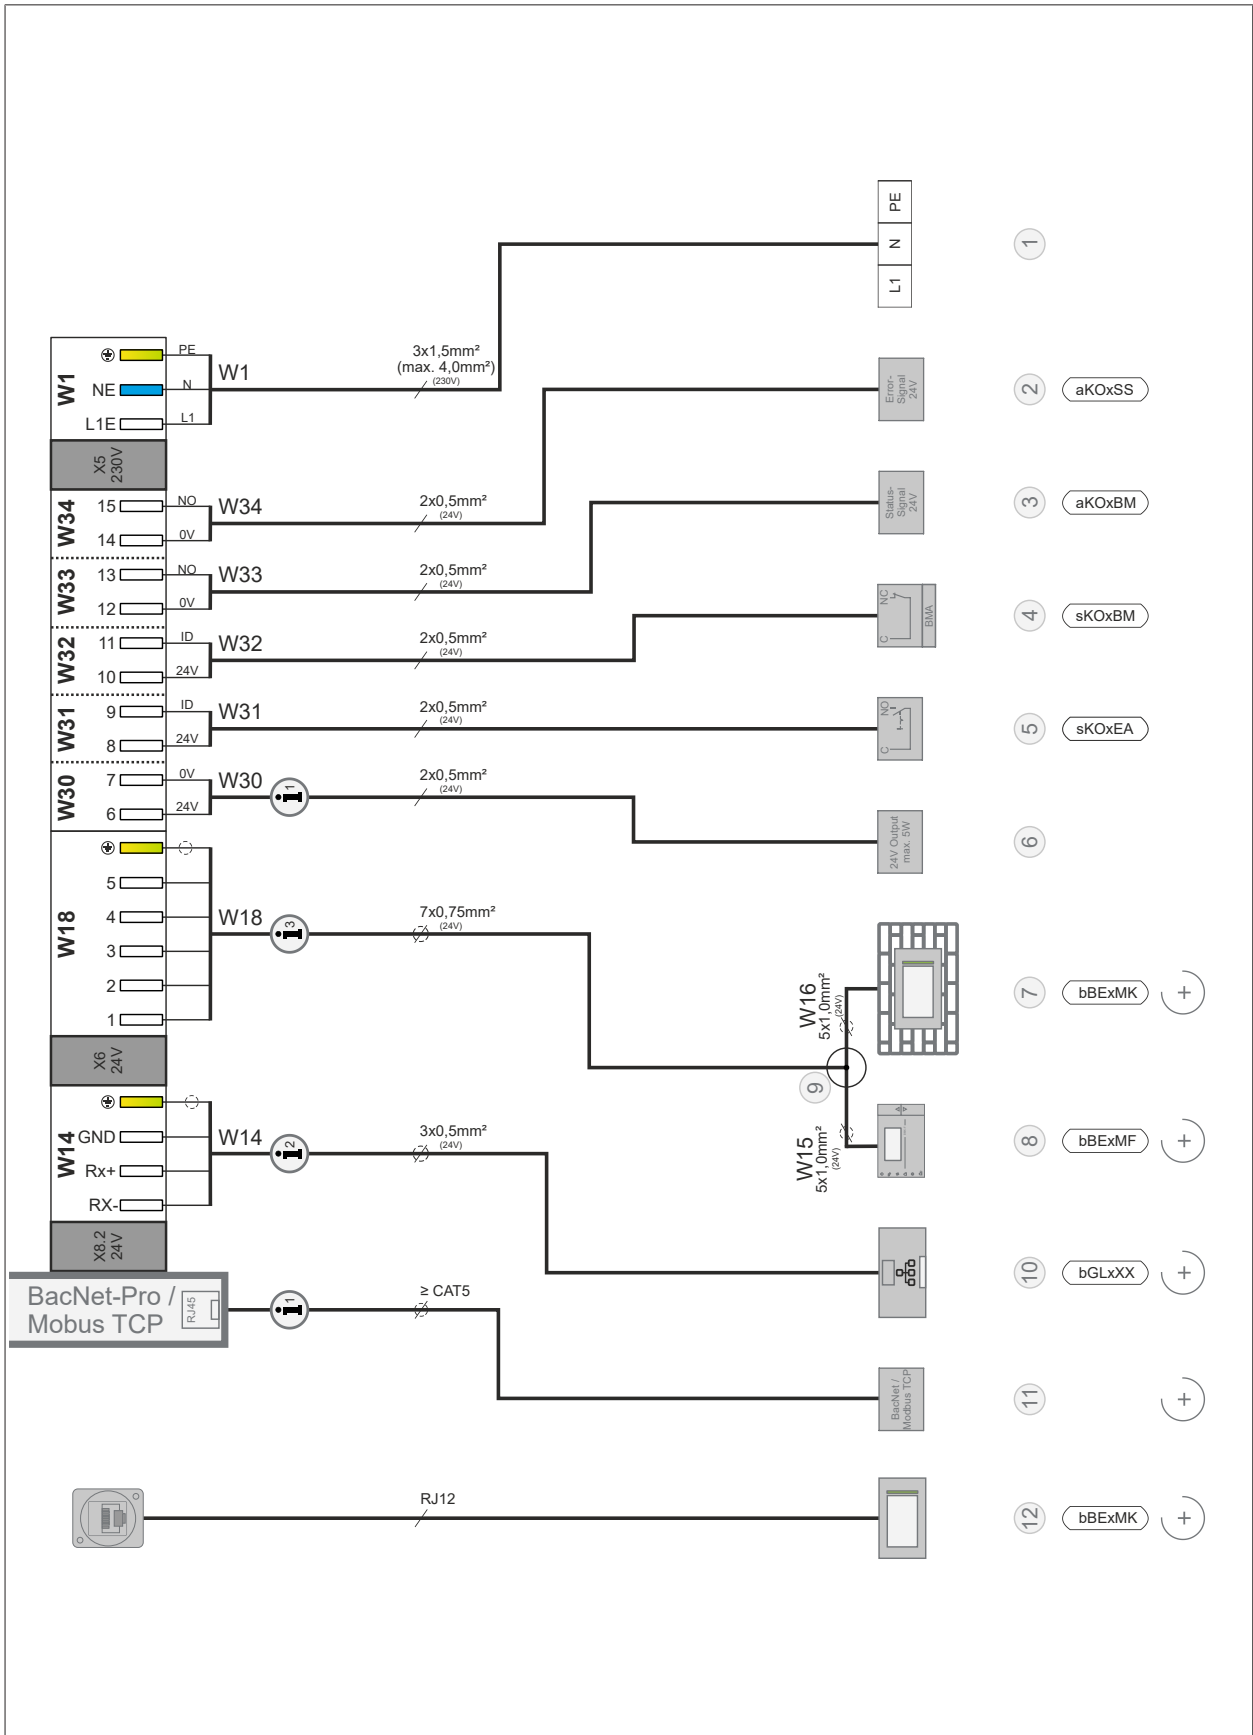 PE
N
L1
1
W1
PE
NE
N
L1E
L1
W1
3x1,5mm²
(max. 4,0mm²)
(230V)
X5
230V
Error-
Signal
24V
2
aKOxSS
W34
15
NO
14
0V
W34
2x0,5mm²
(24V)
Status-
Signal
24V
3
aKOxBM
W33
13
NO
12
0V
W33
2x0,5mm²
(24V)
C
NC
BMA
4
sKOxBM
W32
11
ID
10
24V
W32
2x0,5mm²
(24V)
C
NO
5
sKOxEA
W31
9
ID
8
24V
W31
2x0,5mm²
(24V)
W30
7
0V
6
24V
W30
i1
2x0,5mm²
(24V)
24V Output
max. 5W
6
W18
5
4
3
2
1
W18
i3
7x0,75mm²
(24V)
W16
5x1,0mm²
(24V)
7
bBExMK
9
X6
24V
W15
5x1,0mm²
(24V)
8
bBExMF
W14
GND
Rx+
RX-
W14
i2
3x0,5mm²
(24V)
10
bGLxXX
X8.2
24V
BacNet-Pro /
Mobus TCP
RJ45
i1
≥ CAT5
BacNet /
Modbus TCP
11
RJ12
12
bBExMK